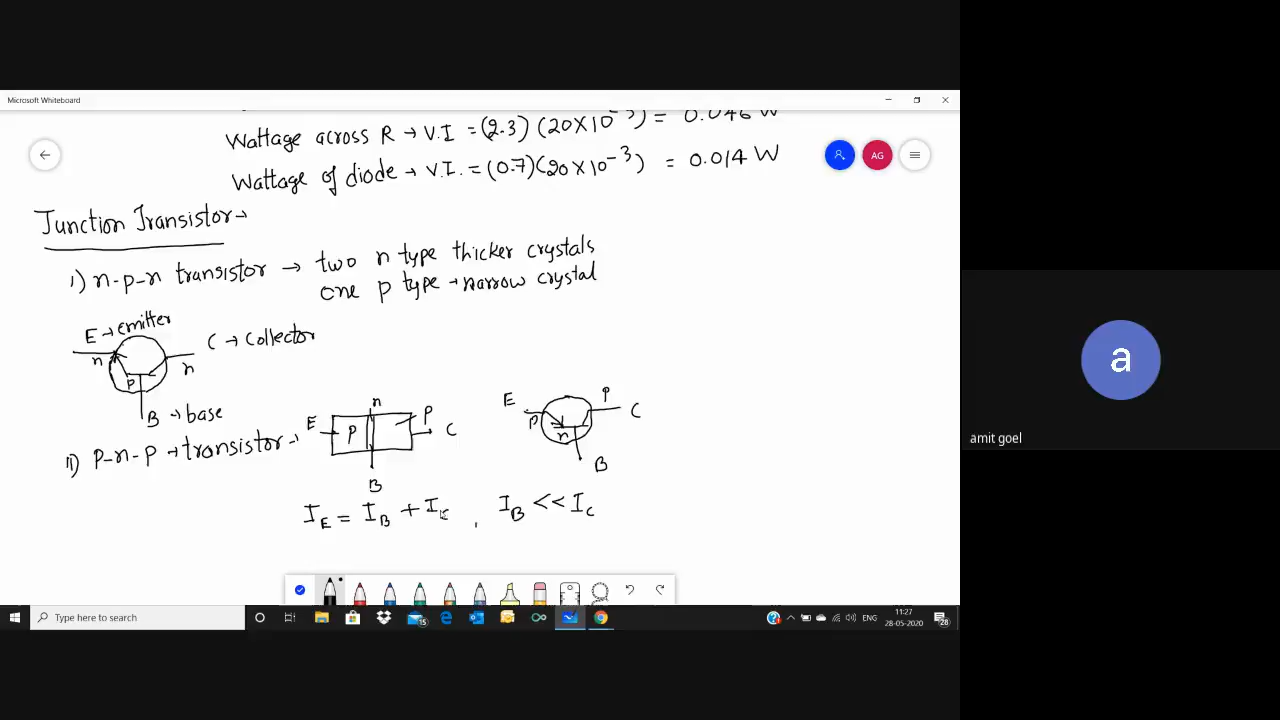 Microsoft Whiteboard
Wattage across R → V.I = (2.3) (20×10⁻³) = 0.046 W
Wattage of diode → V.I. = (0.7)(20×10⁻³) = 0.014 W
AG
Junction Transistor→
i) n-p-n transistor → two n type thicker crystals
one p type → narrow crystal
E → emitter
C → collector
n
n
P
B → base
ii) P-n-P → transistor →
E
P
n
P
C
B
E
P
n
P
C
B
I_E = I_B + I_C , I_B << I_C
a
amit goel
Type here to search
15
ENG
11:27
28-05-2020
28